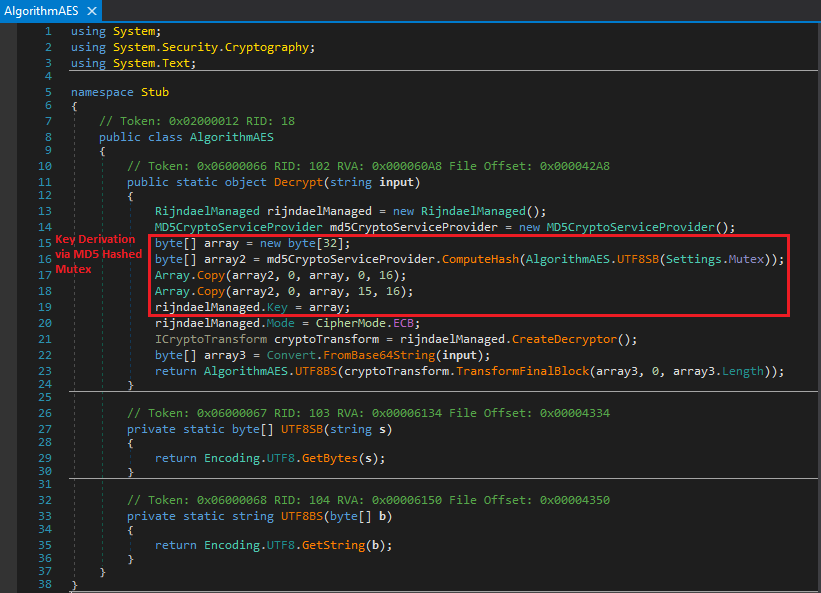 AlgorithmAES ✕
1 using System;
2 using System.Security.Cryptography;
3 using System.Text;
4
5 namespace Stub
6 {
7 // Token: 0x02000012 RID: 18
8 public class AlgorithmAES
9 {
10 // Token: 0x06000066 RID: 102 RVA: 0x000060A8 File Offset: 0x000042A8
11 public static object Decrypt(string input)
12 {
13 RijndaelManaged rijndaelManaged = new RijndaelManaged();
14 MD5CryptoServiceProvider md5CryptoServiceProvider = new MD5CryptoServiceProvider();
15 byte[] array = new byte[32];
16 byte[] array2 = md5CryptoServiceProvider.ComputeHash(AlgorithmAES.UTF8SB(Settings.Mutex));
17 Array.Copy(array2, 0, array, 0, 16);
18 Array.Copy(array2, 0, array, 15, 16);
19 rijndaelManaged.Key = array;
20 rijndaelManaged.Mode = CipherMode.ECB;
21 ICryptoTransform cryptoTransform = rijndaelManaged.CreateDecryptor();
22 byte[] array3 = Convert.FromBase64String(input);
23 return AlgorithmAES.UTF8BS(cryptoTransform.TransformFinalBlock(array3, 0, array3.Length));
24 }
25
26 // Token: 0x06000067 RID: 103 RVA: 0x00006134 File Offset: 0x00004334
27 private static byte[] UTF8SB(string s)
28 {
29 return Encoding.UTF8.GetBytes(s);
30 }
31
32 // Token: 0x06000068 RID: 104 RVA: 0x00006150 File Offset: 0x00004350
33 private static string UTF8BS(byte[] b)
34 {
35 return Encoding.UTF8.GetString(b);
36 }
37 }
38 }
Key Derivation
via MD5 Hashed
Mutex